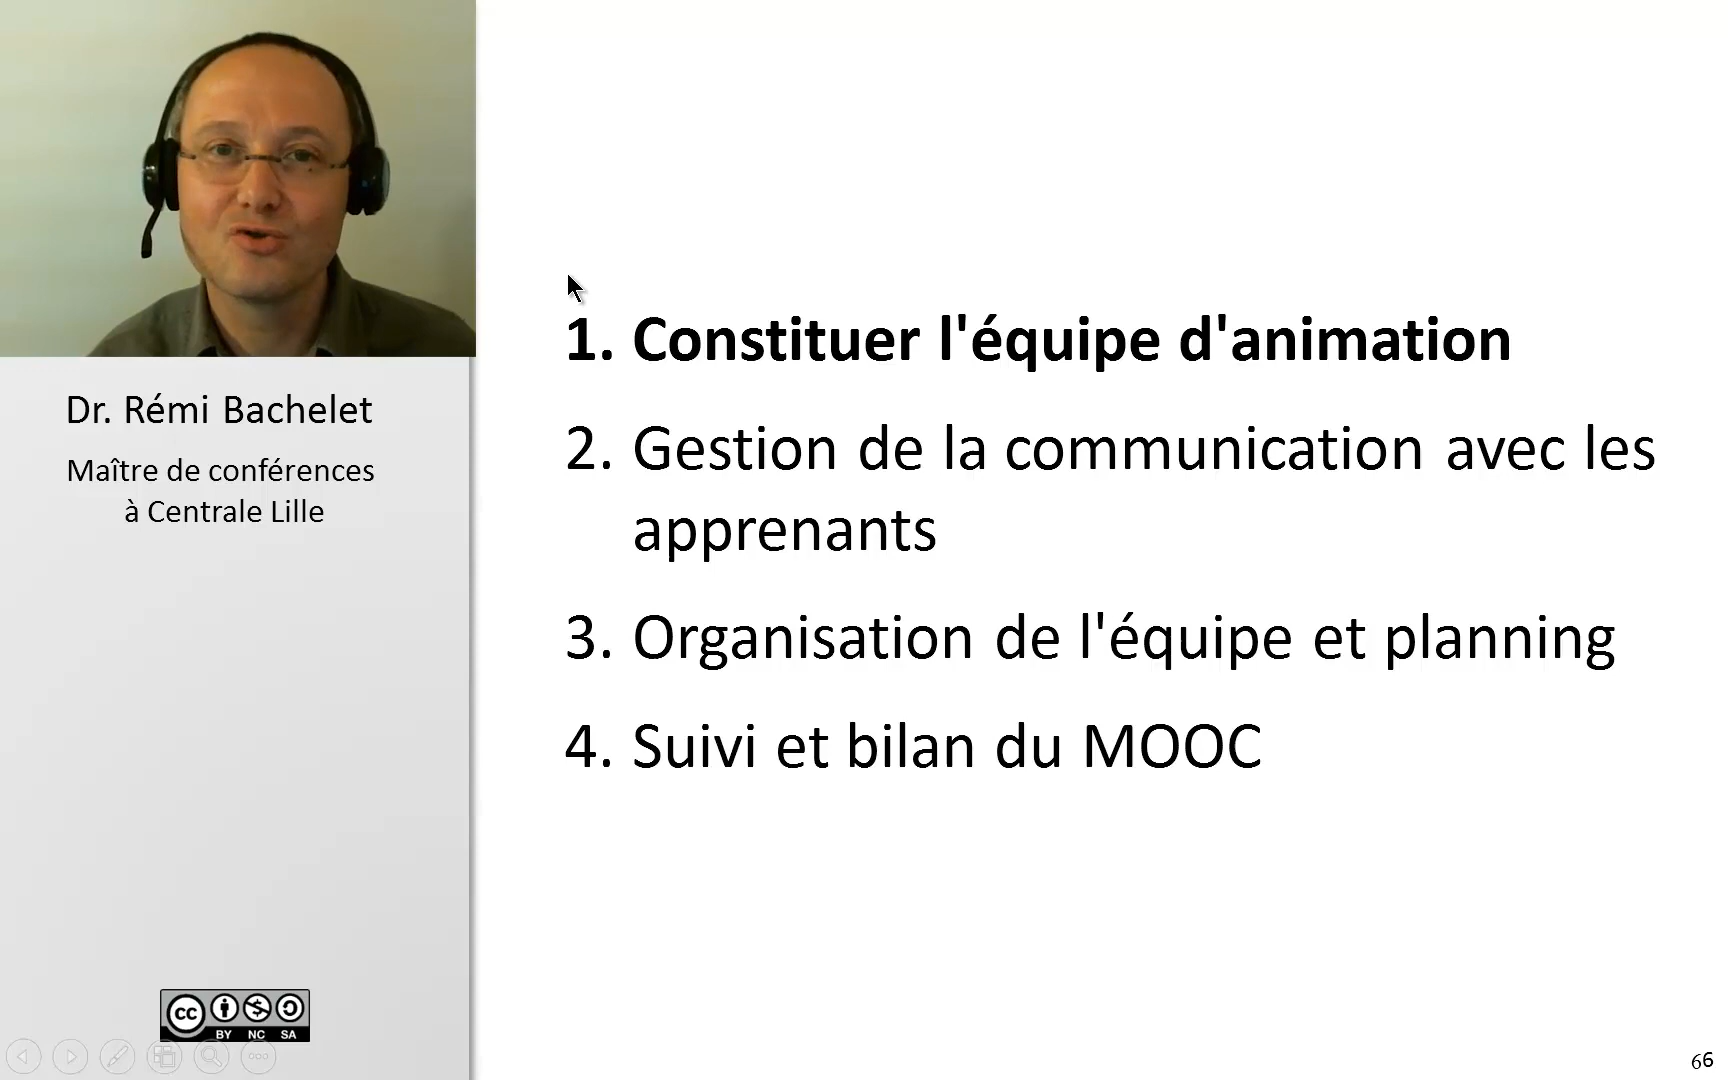 Dr. Rémi Bachelet
Maître de conférences
à Centrale Lille
1. Constituer l'équipe d'animation
2. Gestion de la communication avec les
apprenants
3. Organisation de l'équipe et planning
4. Suivi et bilan du MOOC
cc
BY NC SA
66